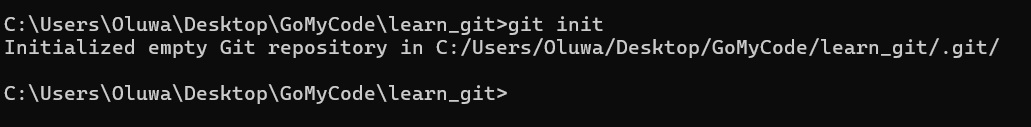 C:\Users\Oluwa\Desktop\GoMyCode\learn_git>git init
Initialized empty Git repository in C:/Users/Oluwa/Desktop/GoMyCode/learn_git/.git/
C:\Users\Oluwa\Desktop\GoMyCode\learn_git>